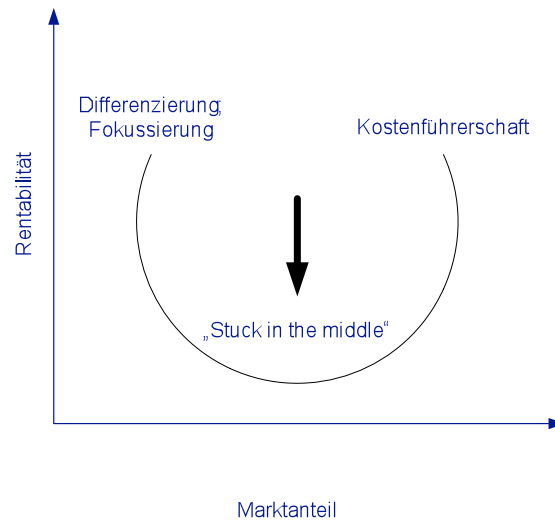 Differenzierung;
Fokussierung
Kostenführerschaft
Rentabilität
„Stuck in the middle“
Marktanteil